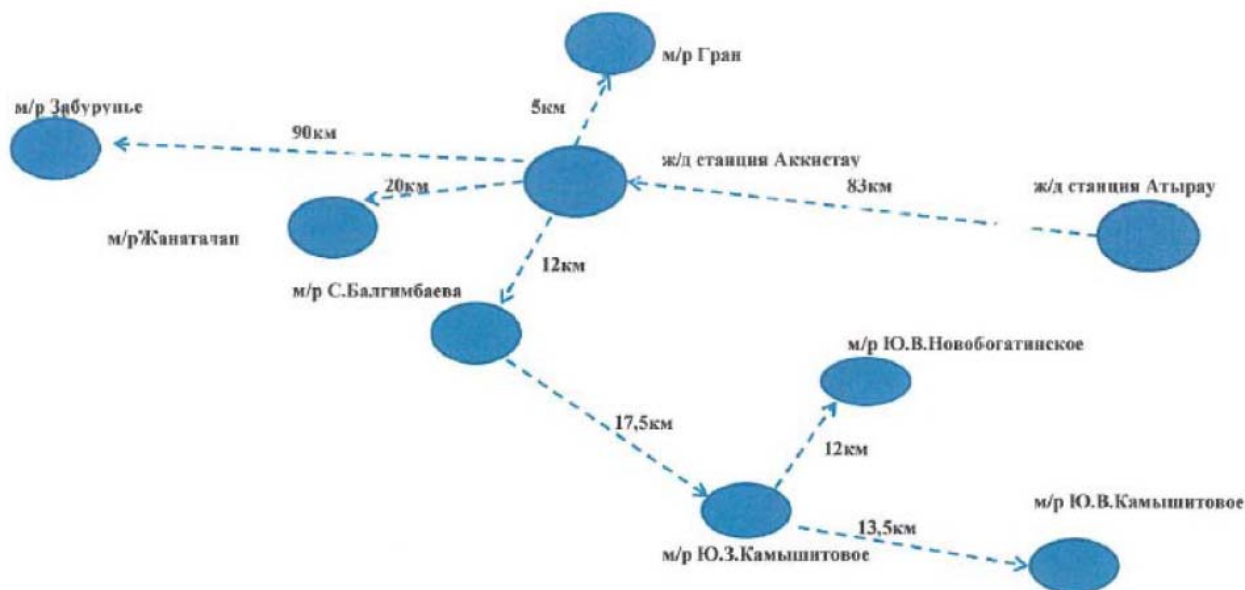 м/р Гран
м/р Забурунье
5км
90км
ж/д станция Аккистау
20км
83км
ж/д станция Атырау
м/рЖанаталап
12км
м/р С.Балгимбаева
м/р Ю.В.Новобогатинское
17,5км
12км
м/р Ю.В.Камышитовое
13,5км
м/р Ю.З.Камышитовое